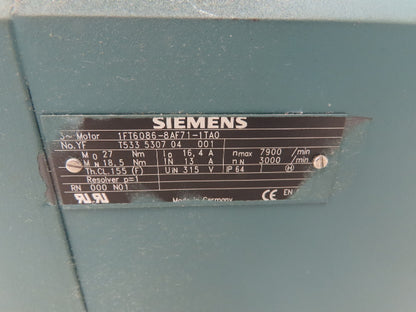 SIEMENS
3~ Motor 1FT6086-8AF71-1TA0
No.YF T533 5307 04 001
M0 27 Nm I0 16,4 A nmax 7900 /min
MN 18,5 Nm IN 13 A nN 3000 /min
Th.Cl.155 (F) UiN 315 V IP 64 (H)
Resolver p=1
RN 000 N01 CE EN
Made in Germany